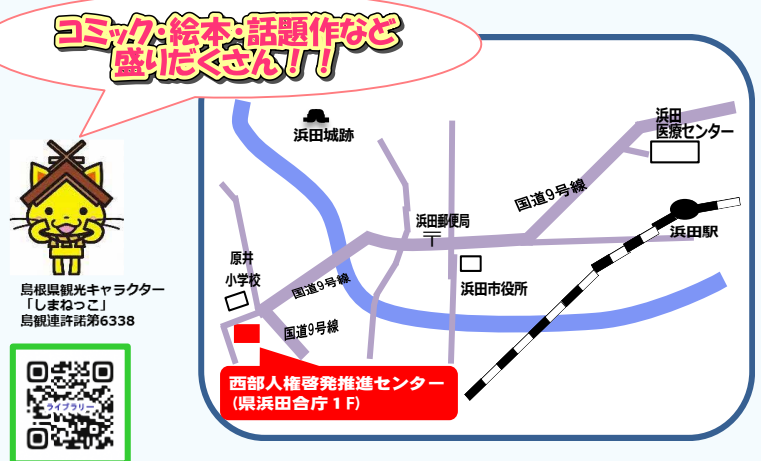 コミック・絵本・話題作など
盛りだくさん！！
浜田城跡
浜田
医療センター
国道9号線
浜田郵便局
〒
浜田駅
原井
小学校
国道9号線
浜田市役所
国道9号線
島根県観光キャラクター
「しまねっこ」
島観連許諾第6338
西部人権啓発推進センター
(県浜田合庁１F)
ライブラリー